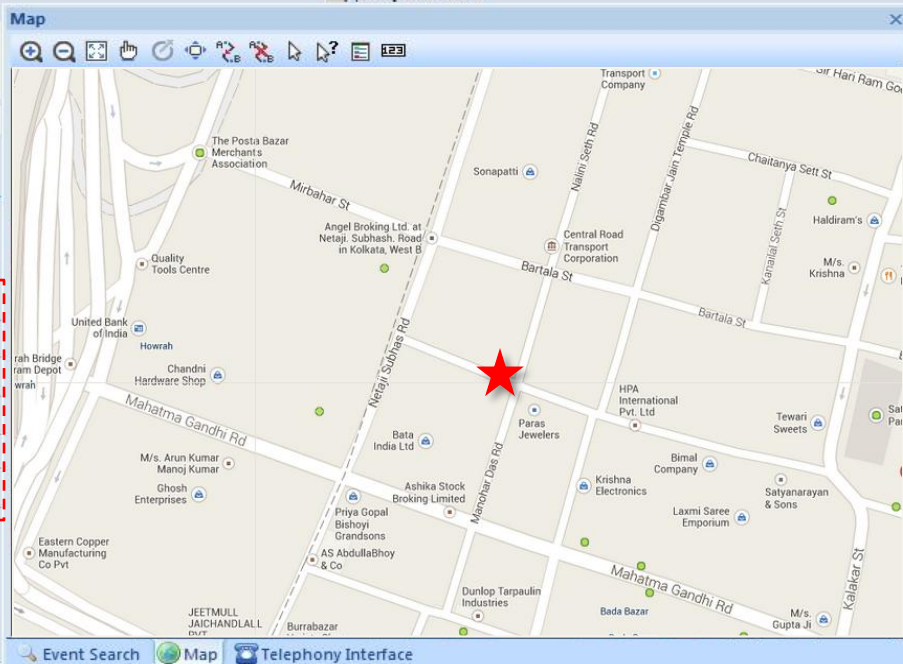 Map
A
B
A
B
?
123
Transport
Company
Sir Hari Ram Goe
The Posta Bazar
Merchants
Association
Nalini Seth Rd
Digambar Jain Temple Rd
Chaitanya Sett St
Sonapatti
Mirbahar St
Kanailal Seth St
Haldiram's
Angel Broking Ltd. at
Netaji. Subhash. Road
in Kolkata, West B
Central Road
Transport
Corporation
Quality
Tools Centre
Bartala St
M/s.
Krishna
United Bank
of India
Howrah
Bartala St
rah Bridge
ram Depot
wrah
Chandni
Hardware Shop
Netaji Subhas Rd
HPA
International
Pvt. Ltd
Mahatma Gandhi Rd
Paras
Jewelers
Tewari
Sweets
Sat
Par
Bata
India Ltd
Manohar Das Rd
M/s. Arun Kumar
Manoj Kumar
Bimal
Company
Ghosh
Enterprises
Ashika Stock
Broking Limited
Krishna
Electronics
Satyanarayan
& Sons
Priya Gopal
Bishoyi
Grandsons
Laxmi Saree
Emporium
Eastern Copper
Manufacturing
Co Pvt
AS AbdullaBhoy
& Co
Kalakar St
Mahatma Gandhi Rd
Dunlop Tarpaulin
Industries
JEETMULL
JAICHANDLALL
PVT
Burrabazar
Bada Bazar
M/s.
Gupta Ji
Event Search
Map
Telephony Interface